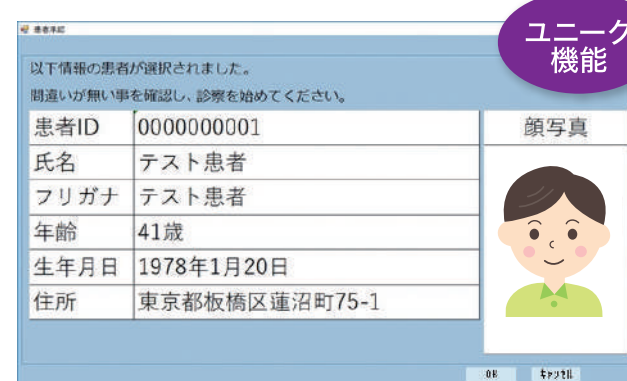 患者承認
ユニーク
機能
以下情報の患者が選択されました。
間違いが無い事を確認し、診察を始めてください。
患者ID 0000000001 顔写真
氏名 テスト患者
フリガナ テスト患者
年齢 41歳
生年月日 1978年1月20日
住所 東京都板橋区蓮沼町75-1
OK キャンセル